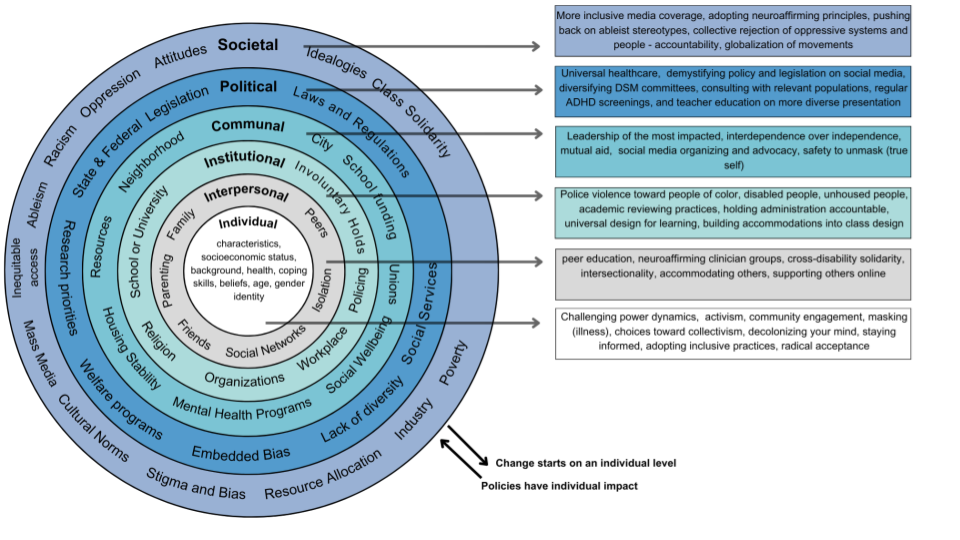 Societal
Attitudes
Oppression
Racism
Ableism
Inequitable
access
Mass Media
Cultural Norms
Stigma and Bias
Resource Allocation
Industry
Poverty
Class Solidarity
Idealogies
Political
State & Federal Legislation
Research priorities
Welfare programs
Embedded Bias
Lack of diversity
Social Services
Laws and Regulations
Communal
Neighborhood
Resources
Housing Stability
Mental Health Programs
Social Wellbeing
Unions
School funding
City
Institutional
School or University
Religion
Organizations
Workplace
Policing
Involuntary Holds
Interpersonal
Family
Parenting
Friends
Social Networks
Isolation
Peers
Individual
characteristics,
socioeconomic status,
background, health, coping
skills, beliefs, age, gender
identity
More inclusive media coverage, adopting neuroaffirming principles, pushing
back on ableist stereotypes, collective rejection of oppressive systems and
people - accountability, globalization of movements
Universal healthcare, demystifying policy and legislation on social media,
diversifying DSM committees, consulting with relevant populations, regular
ADHD screenings, and teacher education on more diverse presentation
Leadership of the most impacted, interdependence over independence,
mutual aid, social media organizing and advocacy, safety to unmask (true
self)
Police violence toward people of color, disabled people, unhoused people,
academic reviewing practices, holding administration accountable,
universal design for learning, building accommodations into class design
peer education, neuroaffirming clinician groups, cross-disability solidarity,
intersectionality, accommodating others, supporting others online
Challenging power dynamics, activism, community engagement, masking
(illness), choices toward collectivism, decolonizing your mind, staying
informed, adopting inclusive practices, radical acceptance
Change starts on an individual level
Policies have individual impact